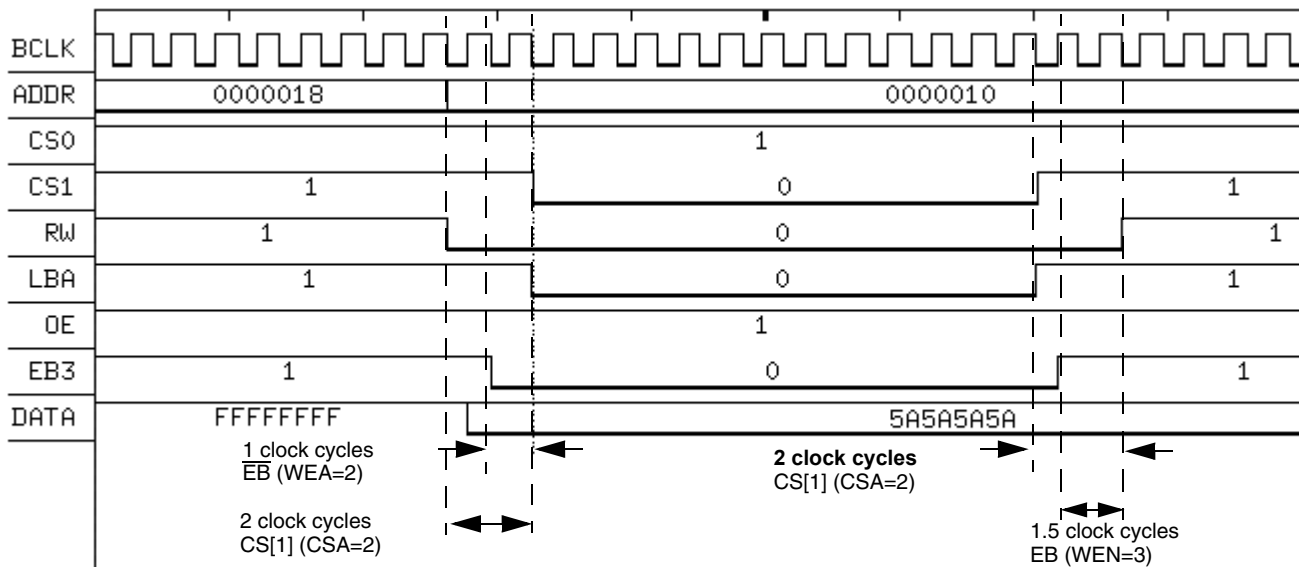 BCLK
ADDR 0000018 0000010
CS0 1
CS1 1 0 1
RW 1 0 1
LBA 1 0 1
OE 1
EB3 1 0 1
DATA FFFFFFFF 5A5A5A5A
1 clock cycles
EB (WEA=2)
2 clock cycles
CS[1] (CSA=2)
2 clock cycles
CS[1] (CSA=2)
1.5 clock cycles
EB (WEN=3)